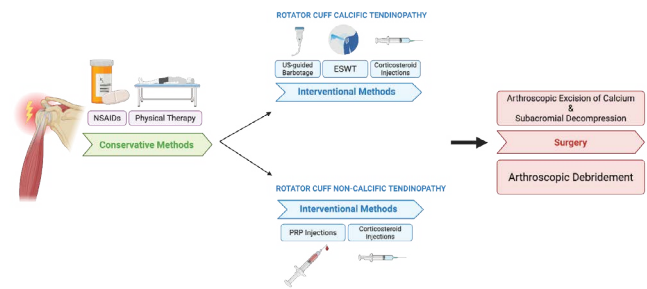 ROTATOR CUFF CALCIFIC TENDINOPATHY
US-guided
Barbotage
ESWT
Corticosteroid
Injections
Interventional Methods
NSAIDs
Physical Therapy
Conservative Methods
ROTATOR CUFF NON-CALCIFIC TENDINOPATHY
Interventional Methods
PRP Injections
Corticosteroid
Injections
Arthroscopic Excision of Calcium
&
Subacromial Decompression
Surgery
Arthroscopic Debridement